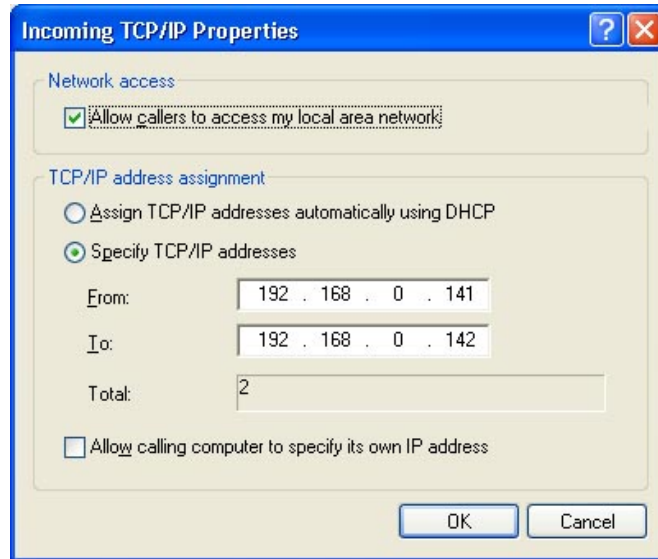 Incoming TCP/IP Properties
Network access
Allow callers to access my local area network
TCP/IP address assignment
Assign TCP/IP addresses automatically using DHCP
Specify TCP/IP addresses
From: 192 . 168 . 0 . 141
To: 192 . 168 . 0 . 142
Total: 2
Allow calling computer to specify its own IP address
OK Cancel